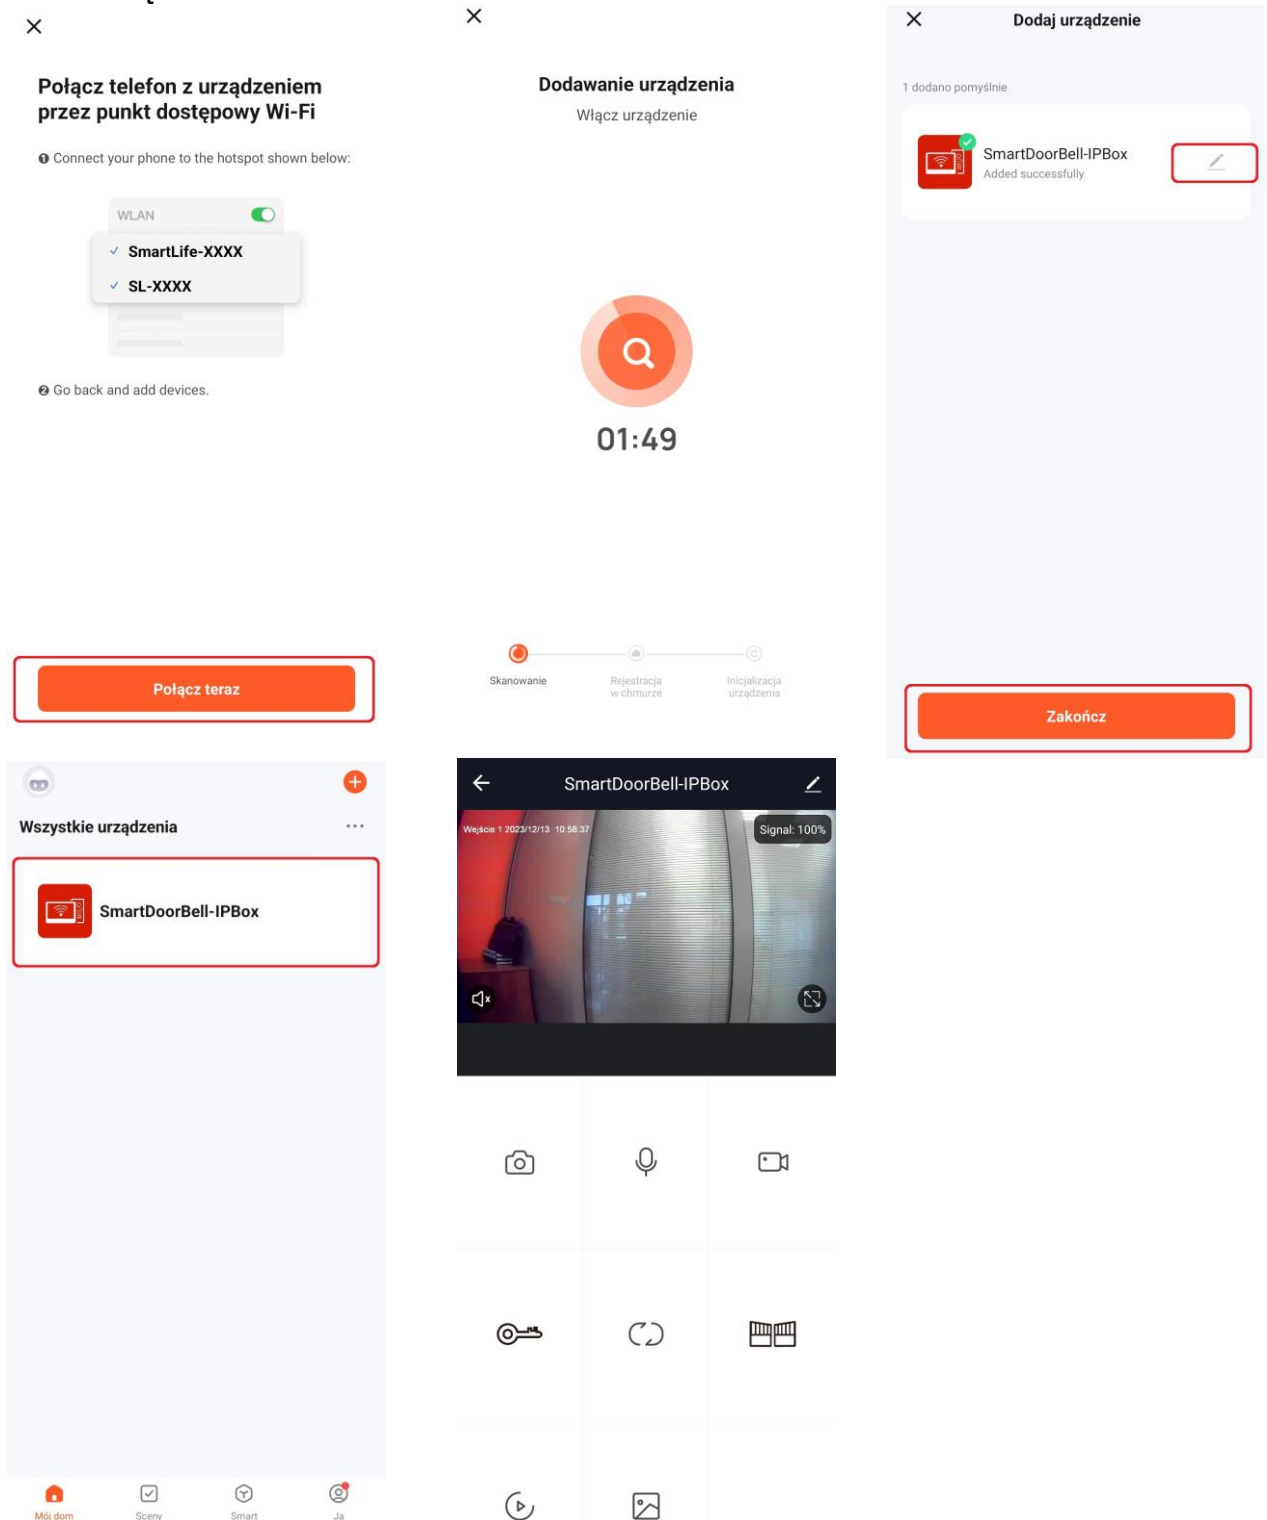 Połącz telefon z urządzeniem
przez punkt dostępowy Wi-Fi
❶ Connect your phone to the hotspot shown below:
WLAN
SmartLife-XXXX
SL-XXXX
❷ Go back and add devices.
Połącz teraz
Dodawanie urządzenia
Włącz urządzenie
01:49
Skanowanie
Rejestracja
w chmurze
Inicjalizacja
urządzenia
Dodaj urządzenie
1 dodano pomyślnie
SmartDoorBell-IPBox
Added successfully
Zakończ
Wszystkie urządzenia
SmartDoorBell-IPBox
Mój dom
Sceny
Smart
Ja
SmartDoorBell-IPBox
Wejście 1 2023/12/13 10:58:37
Signal: 100%